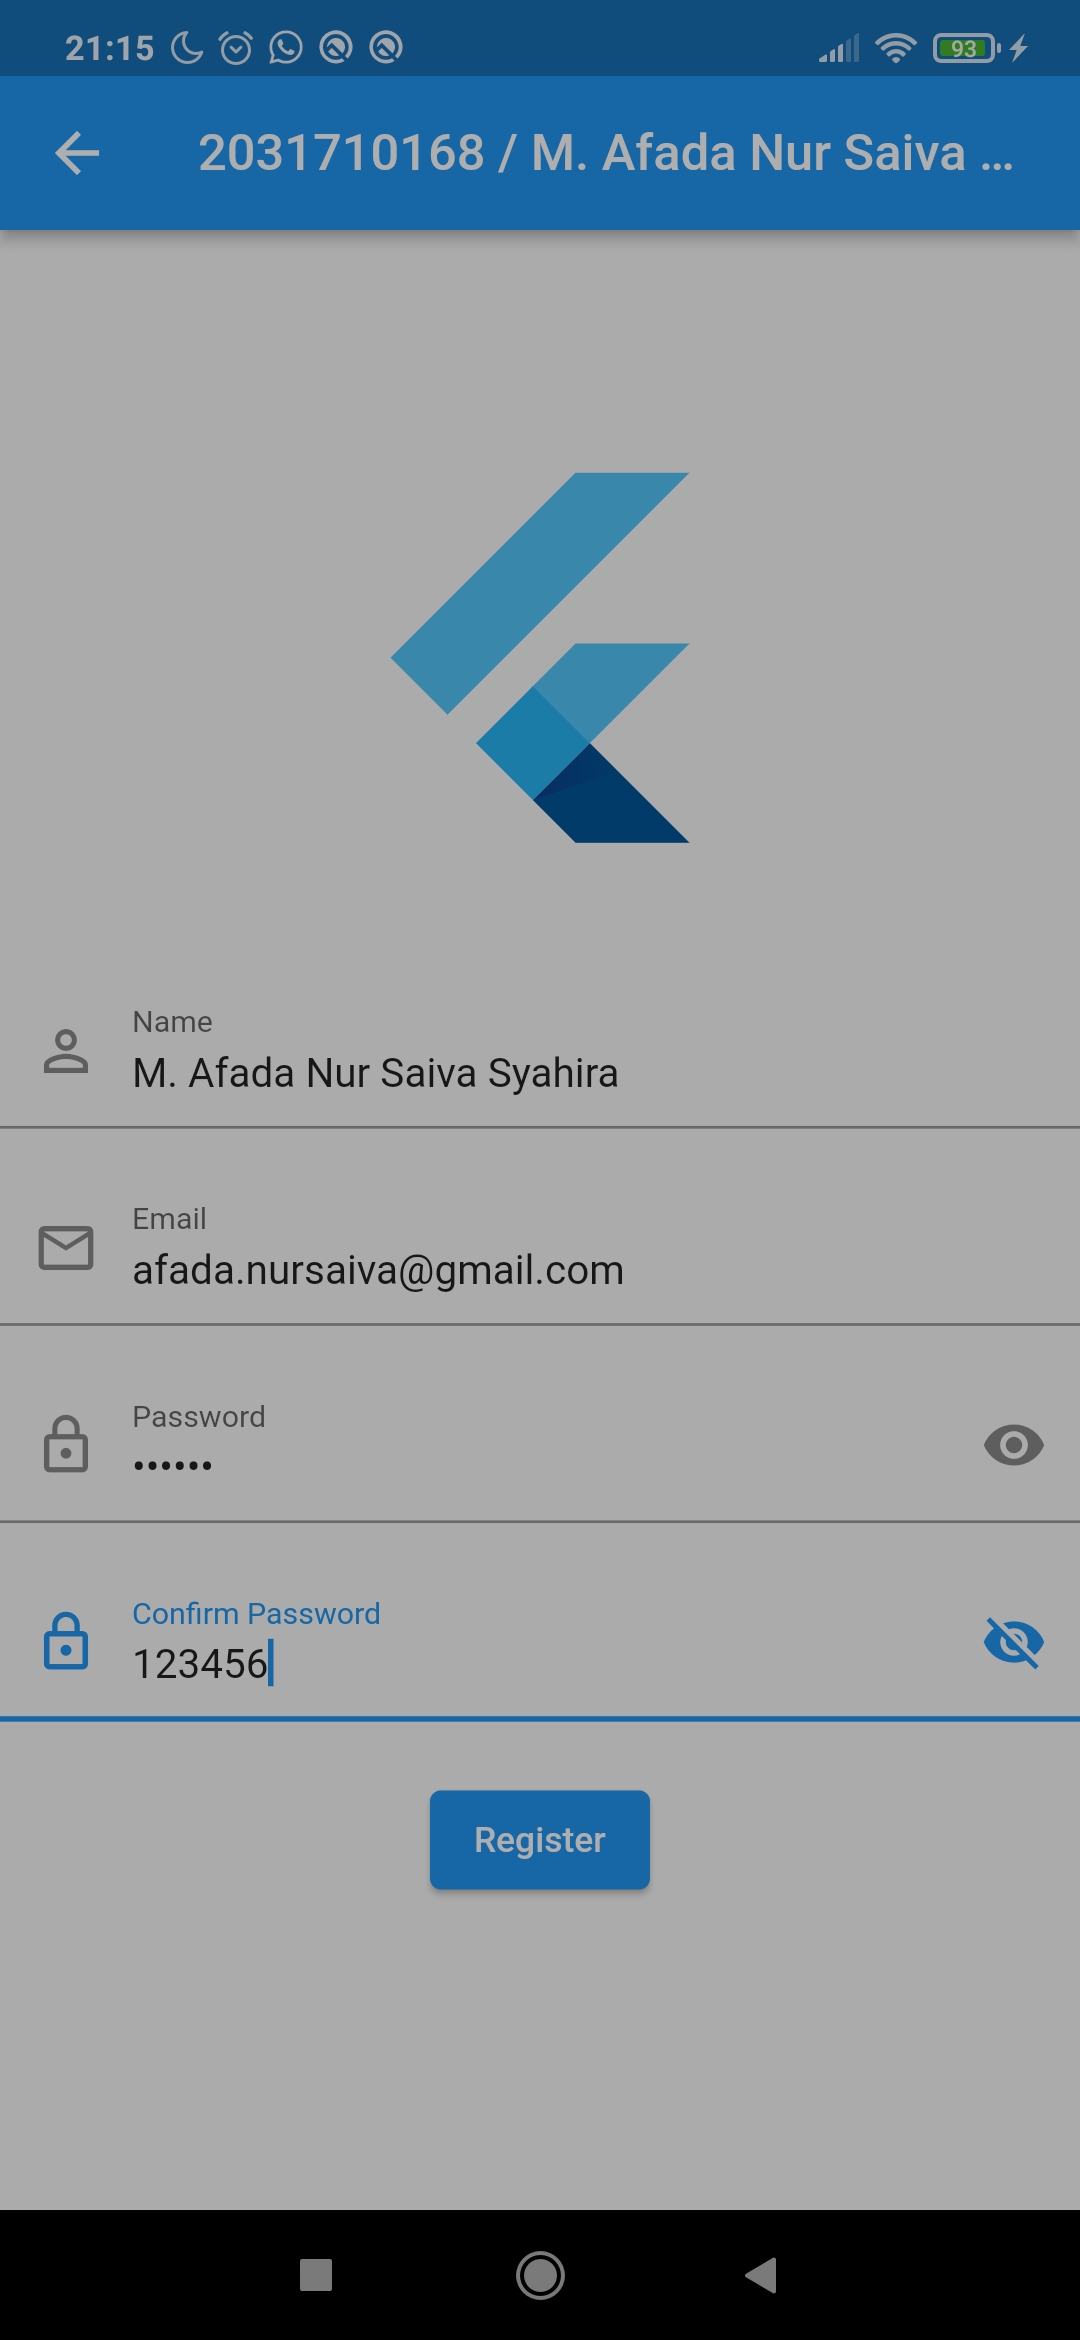 21:15 93
2031710168 / M. Afada Nur Saiva ...
Name
M. Afada Nur Saiva Syahira
Email
afada.nursaiva@gmail.com
Password
••••••
Confirm Password
123456
Register